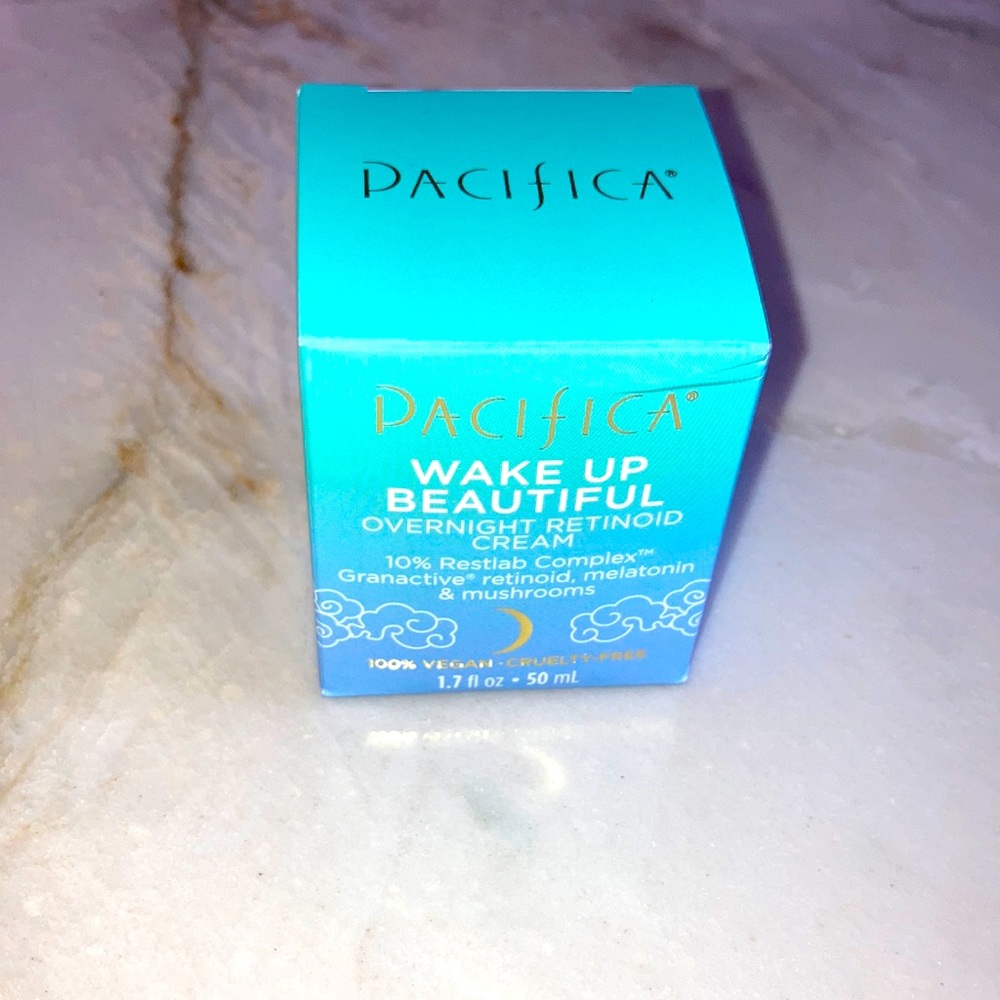 PACIFICA®
PACIFICA®
WAKE UP
BEAUTIFUL
OVERNIGHT RETINOID
CREAM
10% Restlab Complex™
Granactive® retinoid, melatonin
& mushrooms
100% VEGAN · CRUELTY-FREE
1.7 fl oz • 50 mL